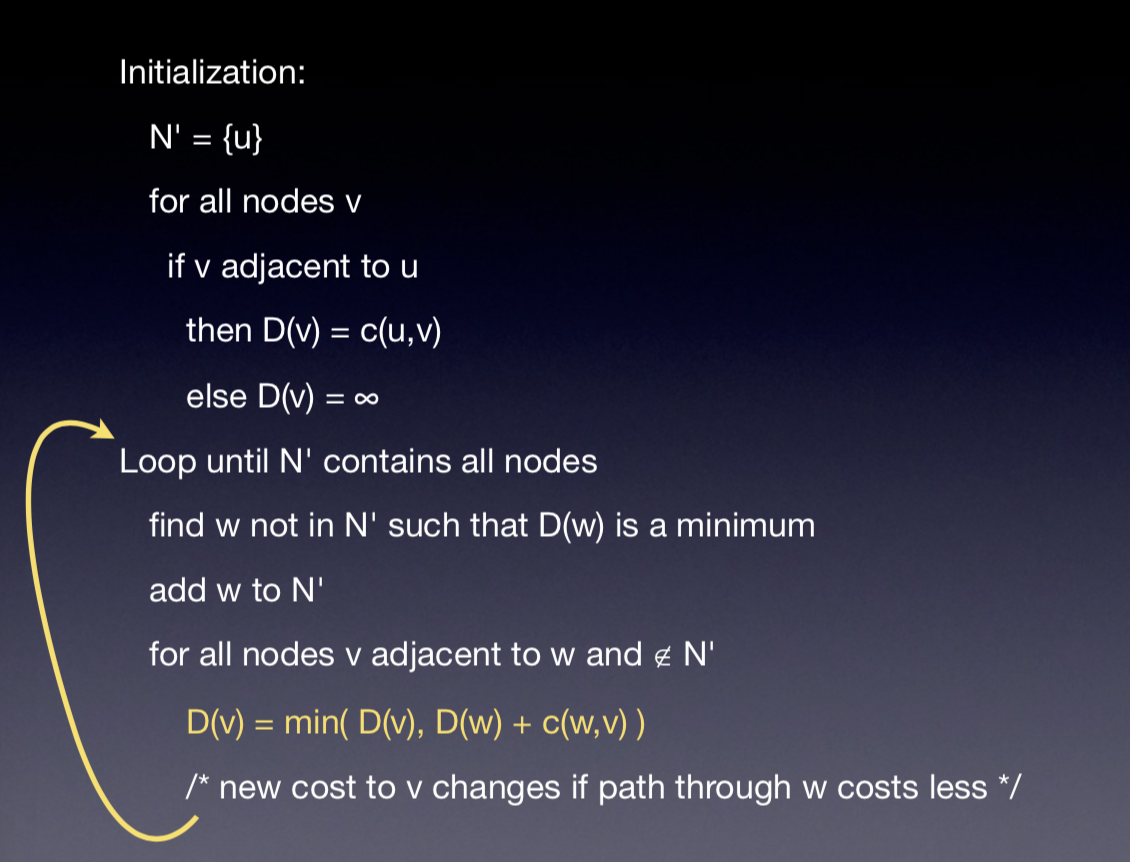 Initialization:
N' = {u}
for all nodes v
if v adjacent to u
then D(v) = c(u,v)
else D(v) = ∞
Loop until N' contains all nodes
find w not in N' such that D(w) is a minimum
add w to N'
for all nodes v adjacent to w and ∉ N'
D(v) = min( D(v), D(w) + c(w,v) )
/* new cost to v changes if path through w costs less */